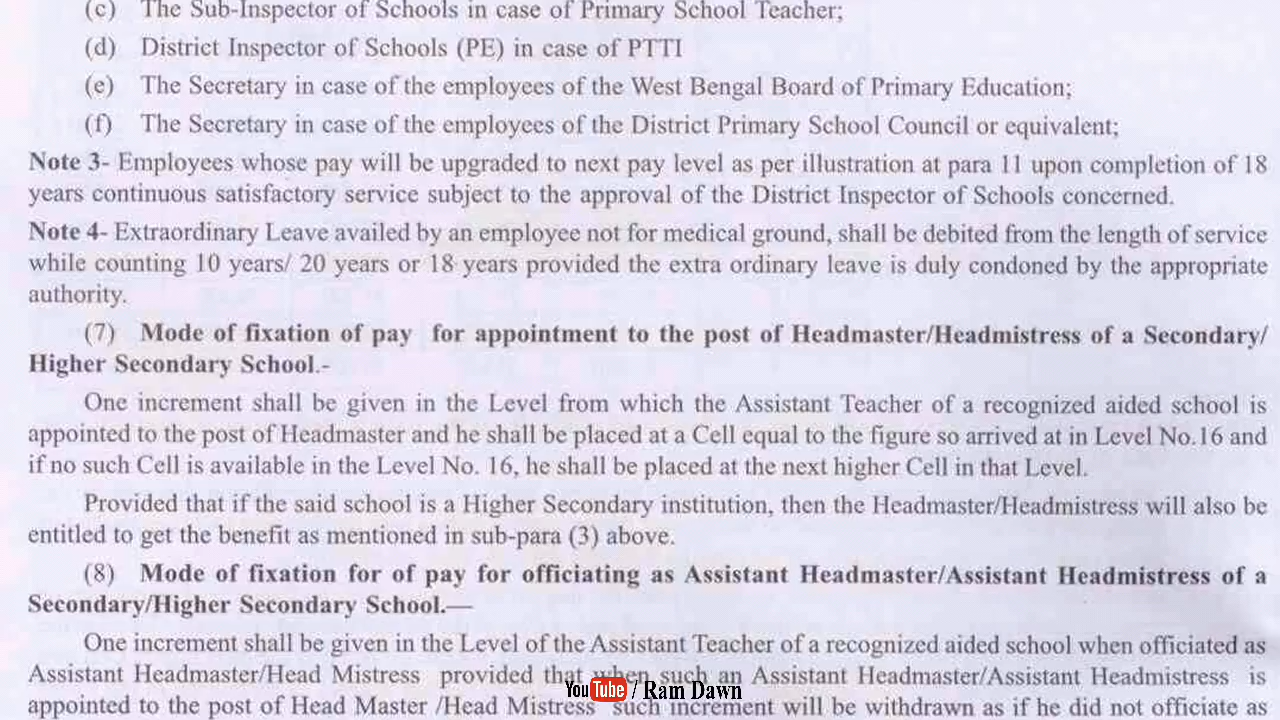 (c) The Sub-Inspector of Schools in case of Primary School Teacher;
(d) District Inspector of Schools (PE) in case of PTTI
(e) The Secretary in case of the employees of the West Bengal Board of Primary Education;
(f) The Secretary in case of the employees of the District Primary School Council or equivalent;
Note 3- Employees whose pay will be upgraded to next pay level as per illustration at para 11 upon completion of 18
years continuous satisfactory service subject to the approval of the District Inspector of Schools concerned.
Note 4- Extraordinary Leave availed by an employee not for medical ground, shall be debited from the length of service
while counting 10 years/ 20 years or 18 years provided the extra ordinary leave is duly condoned by the appropriate
authority.
(7) Mode of fixation of pay for appointment to the post of Headmaster/Headmistress of a Secondary/
Higher Secondary School.-
One increment shall be given in the Level from which the Assistant Teacher of a recognized aided school is
appointed to the post of Headmaster and he shall be placed at a Cell equal to the figure so arrived at in Level No.16 and
if no such Cell is available in the Level No. 16, he shall be placed at the next higher Cell in that Level.
Provided that if the said school is a Higher Secondary institution, then the Headmaster/Headmistress will also be
entitled to get the benefit as mentioned in sub-para (3) above.
(8) Mode of fixation for of pay for officiating as Assistant Headmaster/Assistant Headmistress of a
Secondary/Higher Secondary School.—
One increment shall be given in the Level of the Assistant Teacher of a recognized aided school when officiated as
Assistant Headmaster/Head Mistress provided that when such an Assistant Headmaster/Assistant Headmistress is
YouTube / Ram Dawn
appointed to the post of Head Master /Head Mistress such increment will be withdrawn as if he did not officiate as